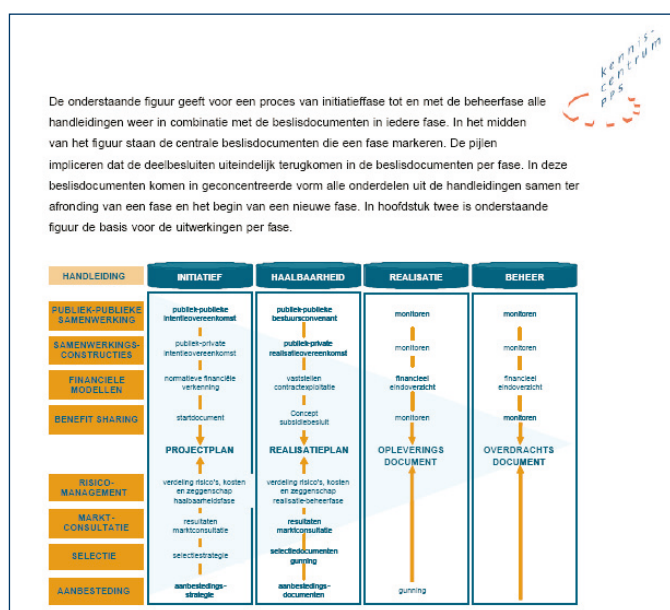 kennis-
centrum
pps
De onderstaande figuur geeft voor een proces van initiatieffase tot en met de beheerfase alle
handleidingen weer in combinatie met de beslisdocumenten in iedere fase. In het midden
van het figuur staan de centrale beslisdocumenten die een fase markeren. De pijlen
impliceren dat de deelbesluiten uiteindelijk terugkomen in de beslisdocumenten per fase. In deze
beslisdocumenten komen in geconcentreerde vorm alle onderdelen uit de handleidingen samen ter
afronding van een fase en het begin van een nieuwe fase. In hoofdstuk twee is onderstaande
figuur de basis voor de uitwerkingen per fase.
HANDLEIDING INITIATIEF HAALBAARHEID REALISATIE BEHEER
PUBLIEK-PUBLIEKE publiek-publieke publiek-publieke monitoren monitoren
SAMENWERKING intentieovereenkomst bestuursconvenant
SAMENWERKINGS- publiek-private publiek-private monitoren monitoren
CONSTRUCTIES intentieovereenkomst realisatieovereenkomst
FINANCIELE normatieve financiële vaststellen financieel financieel
MODELLEN verkenning contractexploitatie eindoverzicht eindoverzicht
BENEFIT SHARING startdocument Concept monitoren monitoren
subsidiebesluit
PROJECTPLAN REALISATIEPLAN OPLEVERINGS OVERDRACHTS
DOCUMENT DOCUMENT
RISICO- verdeling risico's, kosten verdeling risico's, kosten
MANAGEMENT en zeggenschap en zeggenschap
haalbaarheidsfase realisatie-beheerfase
MARKT- resultaten resultaten
CONSULTATIE marktconsultatie marktconsultatie
SELECTIE selectiestrategie selectiedocumenten
gunning
AANBESTEDING aanbestedings- aanbestedings- gunning
strategie documenten